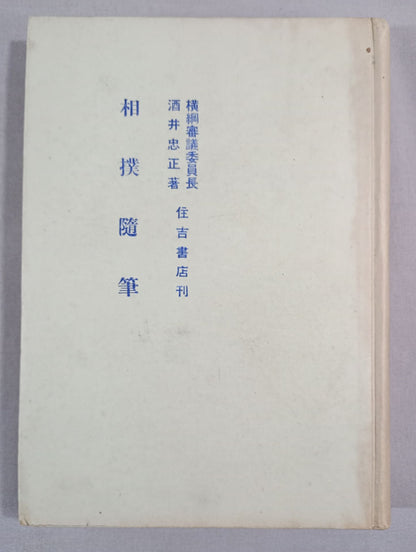 横綱審議委員長
酒井忠正著
住吉書店刊
相撲隨筆